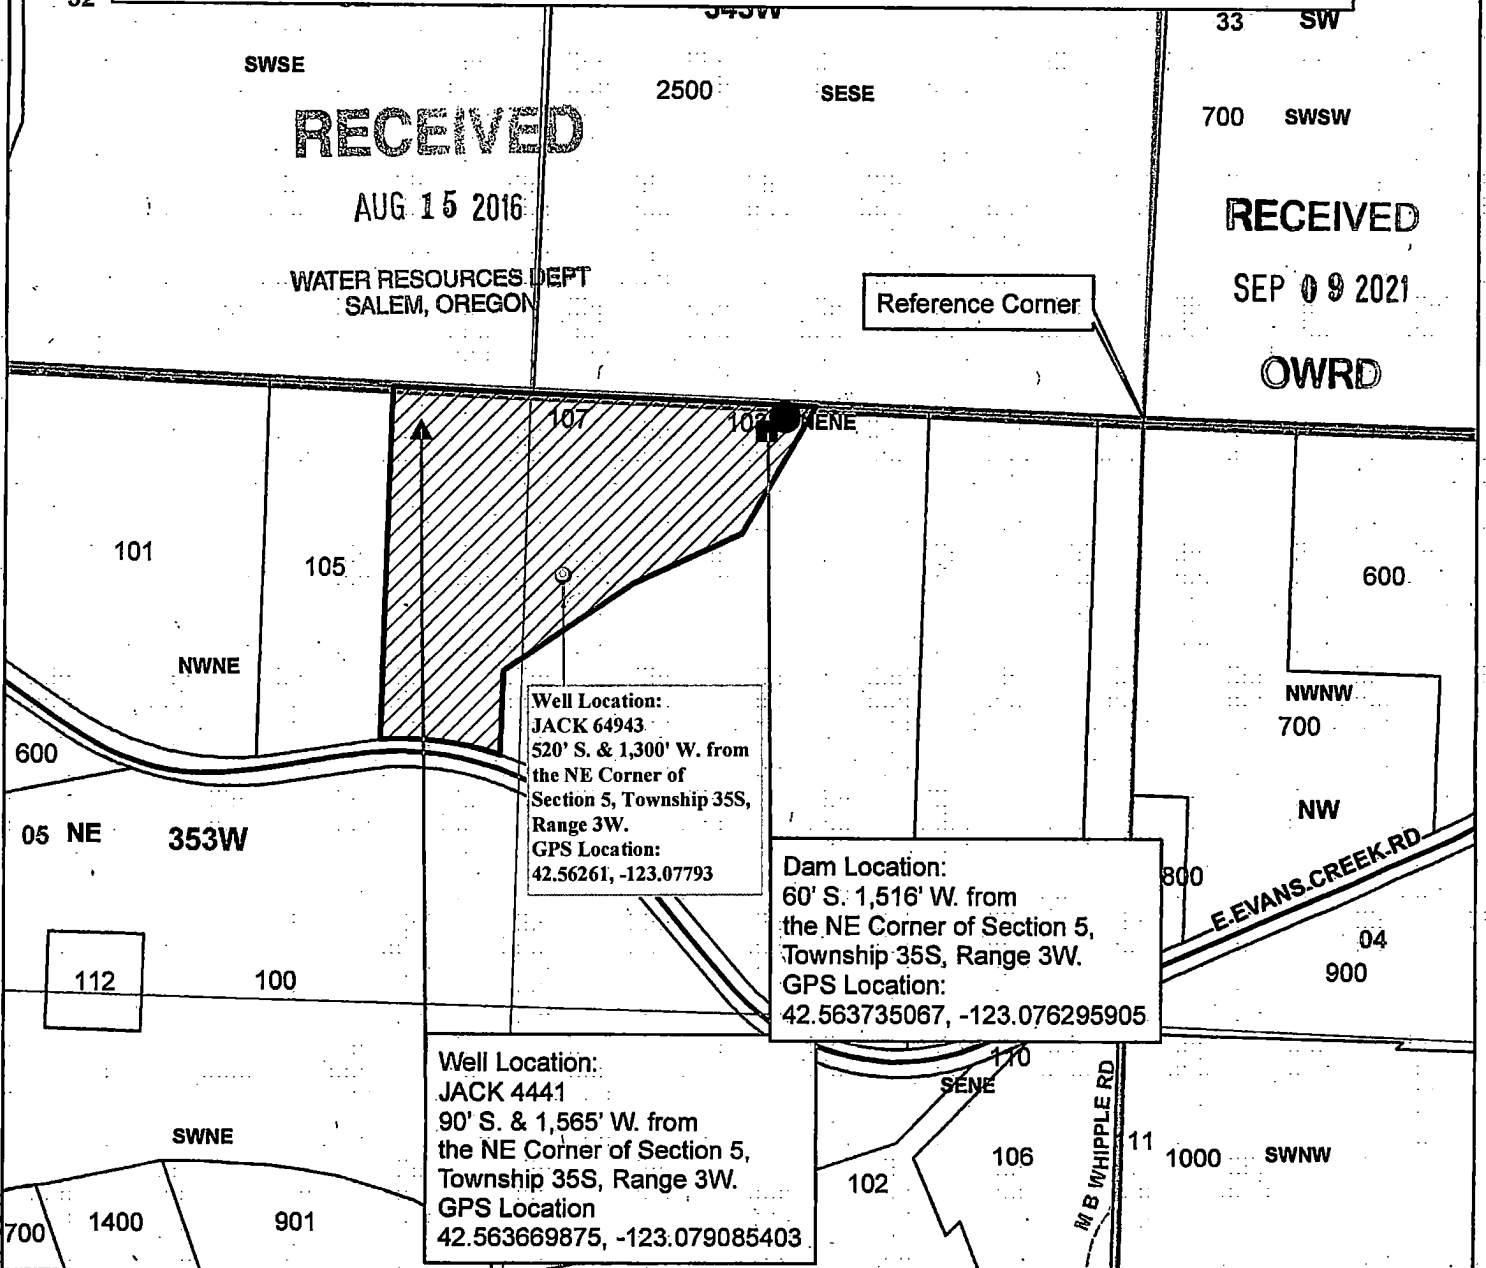 33 SW
SWSE
2500 SESE
700 SWSW
RECEIVED
AUG 15 2016
WATER RESOURCES DEPT
SALEM, OREGON
RECEIVED
SEP 09 2021
OWRD
Reference Corner
107
101
105
600
NWNE
NWNW
700
600
05 NE 353W
NW
Well Location:
JACK 64943
520' S. & 1,300' W. from
the NE Corner of
Section 5, Township 35S,
Range 3W.
GPS Location:
42.56261, -123.07793
Dam Location:
60' S. 1,516' W. from
the NE Corner of Section 5,
Township 35S, Range 3W.
GPS Location:
42.563735067, -123.076295905
800
E EVANS CREEK RD
04
900
112
100
Well Location:
JACK 4441
90' S. & 1,565' W. from
the NE Corner of Section 5,
Township 35S, Range 3W.
GPS Location
42.563669875, -123.079085403
110
SENE
SWNE
M B WHIPPLE RD
106
102
1000 SWNW
700
1400
901